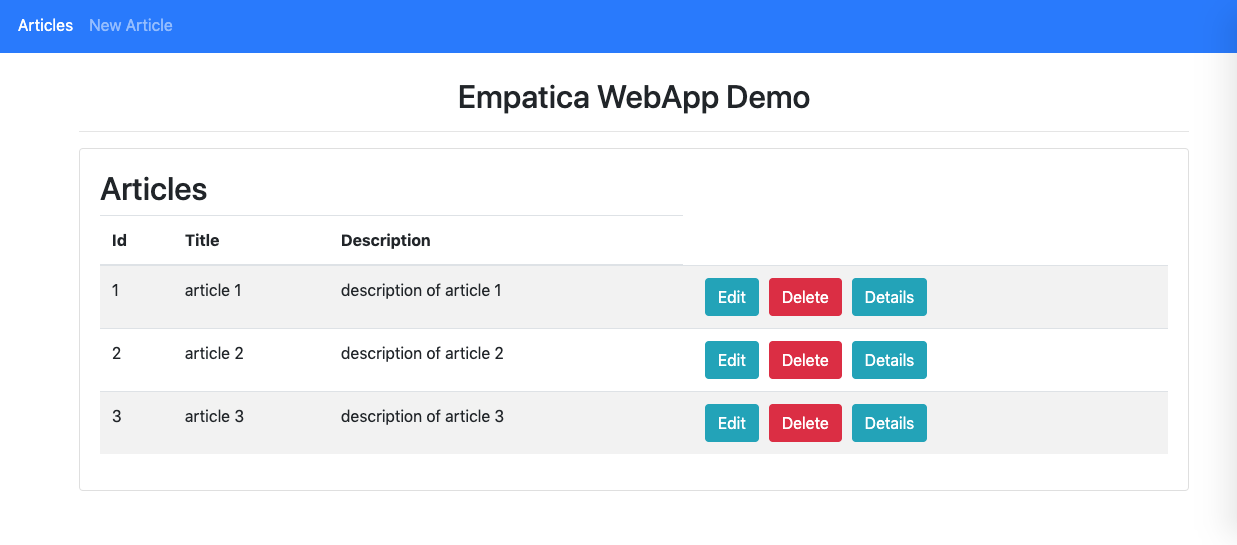 Articles New Article
Empatica WebApp Demo
Articles
Id Title Description
1 article 1 description of article 1 Edit Delete Details
2 article 2 description of article 2 Edit Delete Details
3 article 3 description of article 3 Edit Delete Details